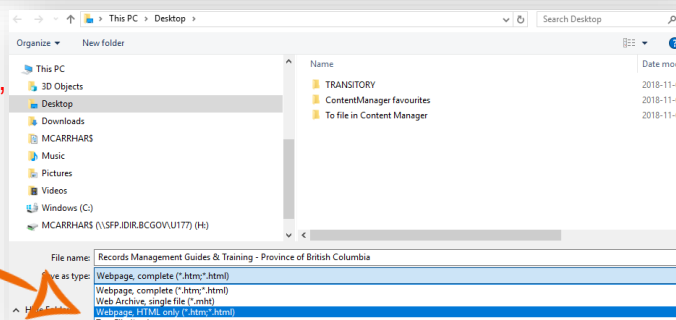 This PC > Desktop >
Search Desktop
Organize
New folder
This PC
3D Objects
Desktop
Downloads
MCARRHAR$
Music
Pictures
Videos
Windows (C:)
MCARRHAR$ (\\SFP.IDIR.BCGOV\U177) (H:)
Name
Date mo
TRANSITORY
2018-11-
ContentManager favourites
2018-11-
To file in Content Manager
2018-11-
File name: Records Management Guides & Training - Province of British Columbia
Save as type: Webpage, complete (*.htm;*.html)
Webpage, complete (*.htm;*.html)
Web Archive, single file (*.mht)
Webpage, HTML only (*.htm;*.html)